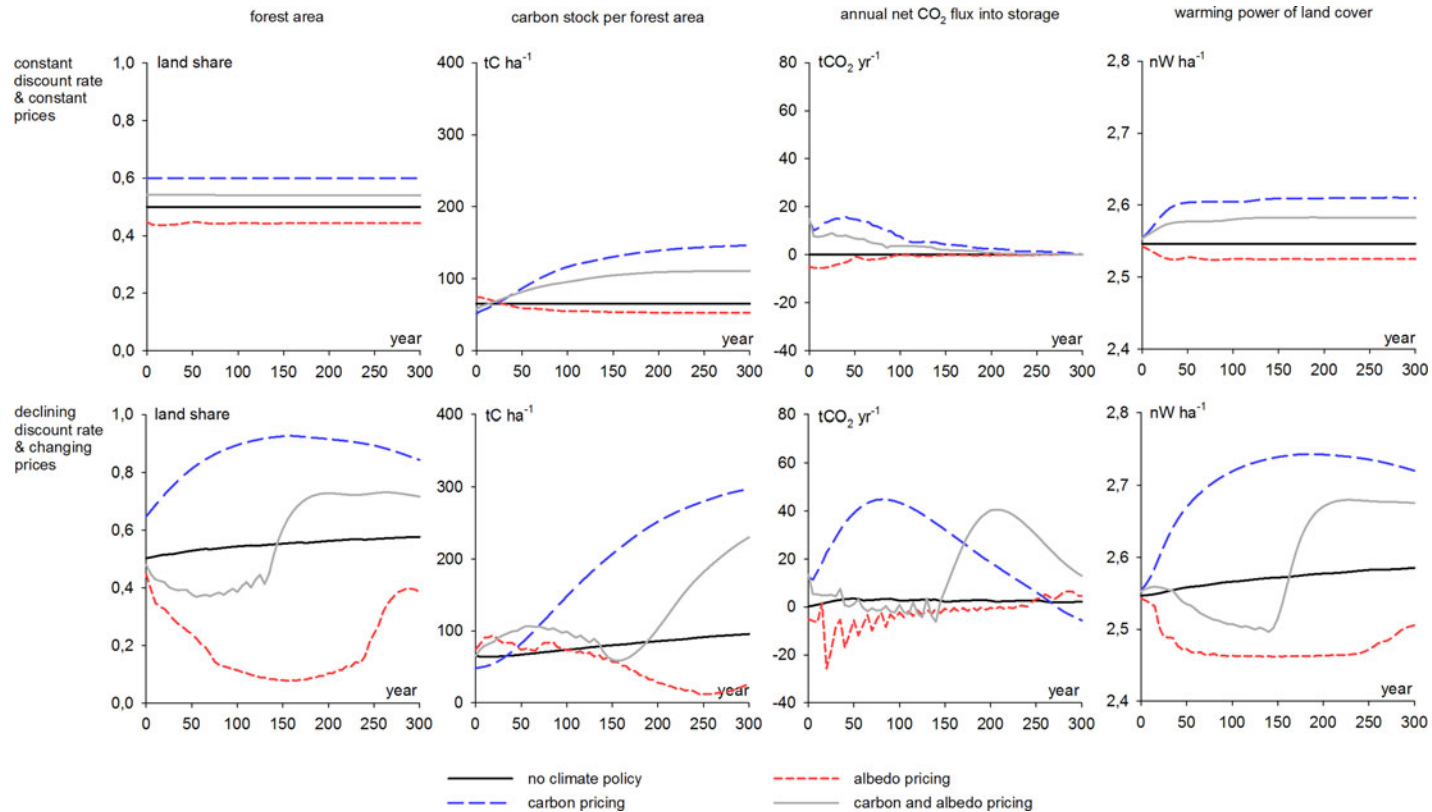 forest area
carbon stock per forest area
annual net CO₂ flux into storage
warming power of land cover
constant
discount rate
& constant
prices
land share
1,0
0,8
0,6
0,4
0,2
0,0
year
0 50 100 150 200 250 300
tC ha⁻¹
400
300
200
100
0
year
0 50 100 150 200 250 300
tCO₂ yr⁻¹
80
60
40
20
0
-20
-40
year
0 50 100 150 200 250 300
nW ha⁻¹
2,8
2,7
2,6
2,5
2,4
year
0 50 100 150 200 250 300
declining
discount rate
& changing
prices
land share
1,0
0,8
0,6
0,4
0,2
0,0
year
0 50 100 150 200 250 300
tC ha⁻¹
400
300
200
100
0
year
0 50 100 150 200 250 300
tCO₂ yr⁻¹
80
60
40
20
0
-20
-40
year
0 50 100 150 200 250 300
nW ha⁻¹
2,8
2,7
2,6
2,5
2,4
year
0 50 100 150 200 250 300
no climate policy
albedo pricing
carbon pricing
carbon and albedo pricing